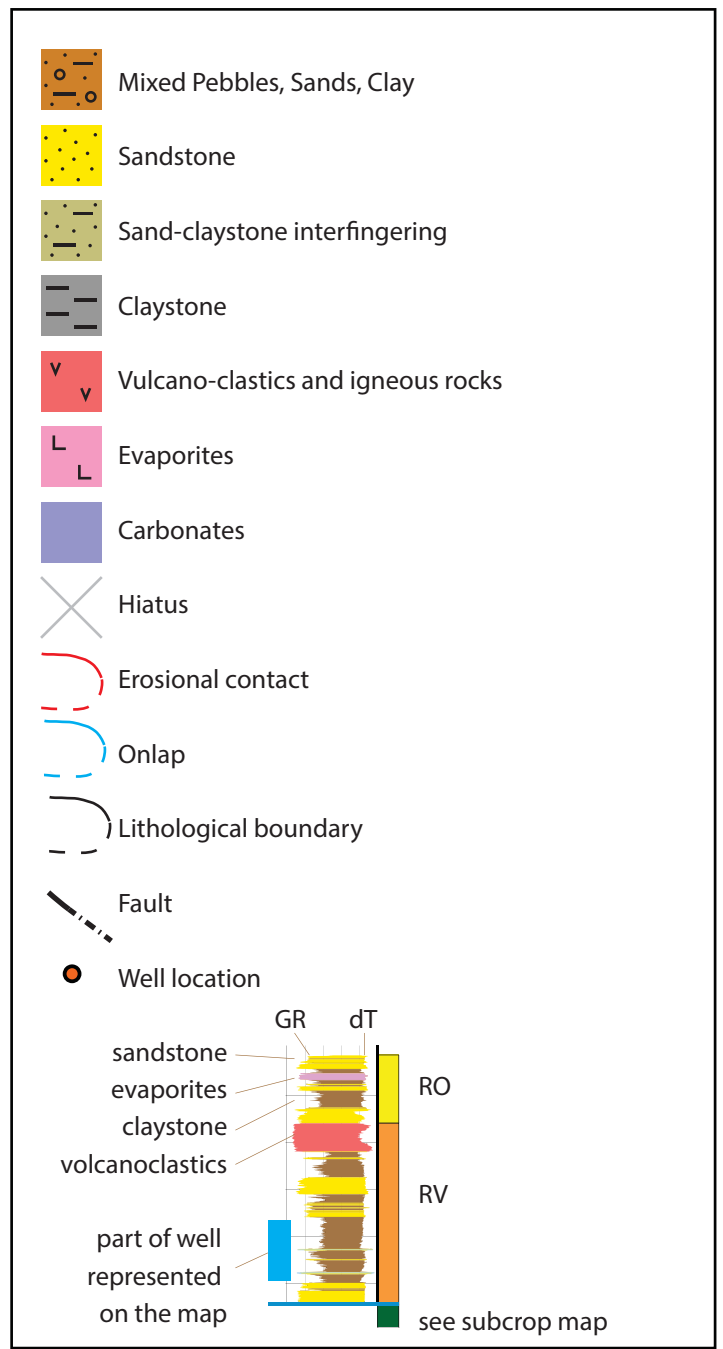 Mixed Pebbles, Sands, Clay
Sandstone
Sand-claystone interfingering
Claystone
Vulcano-clastics and igneous rocks
Evaporites
Carbonates
Hiatus
Erosional contact
Onlap
Lithological boundary
Fault
Well location
GR dT
sandstone
evaporites
claystone
volcanoclastics
RO
RV
part of well
represented
on the map
see subcrop map